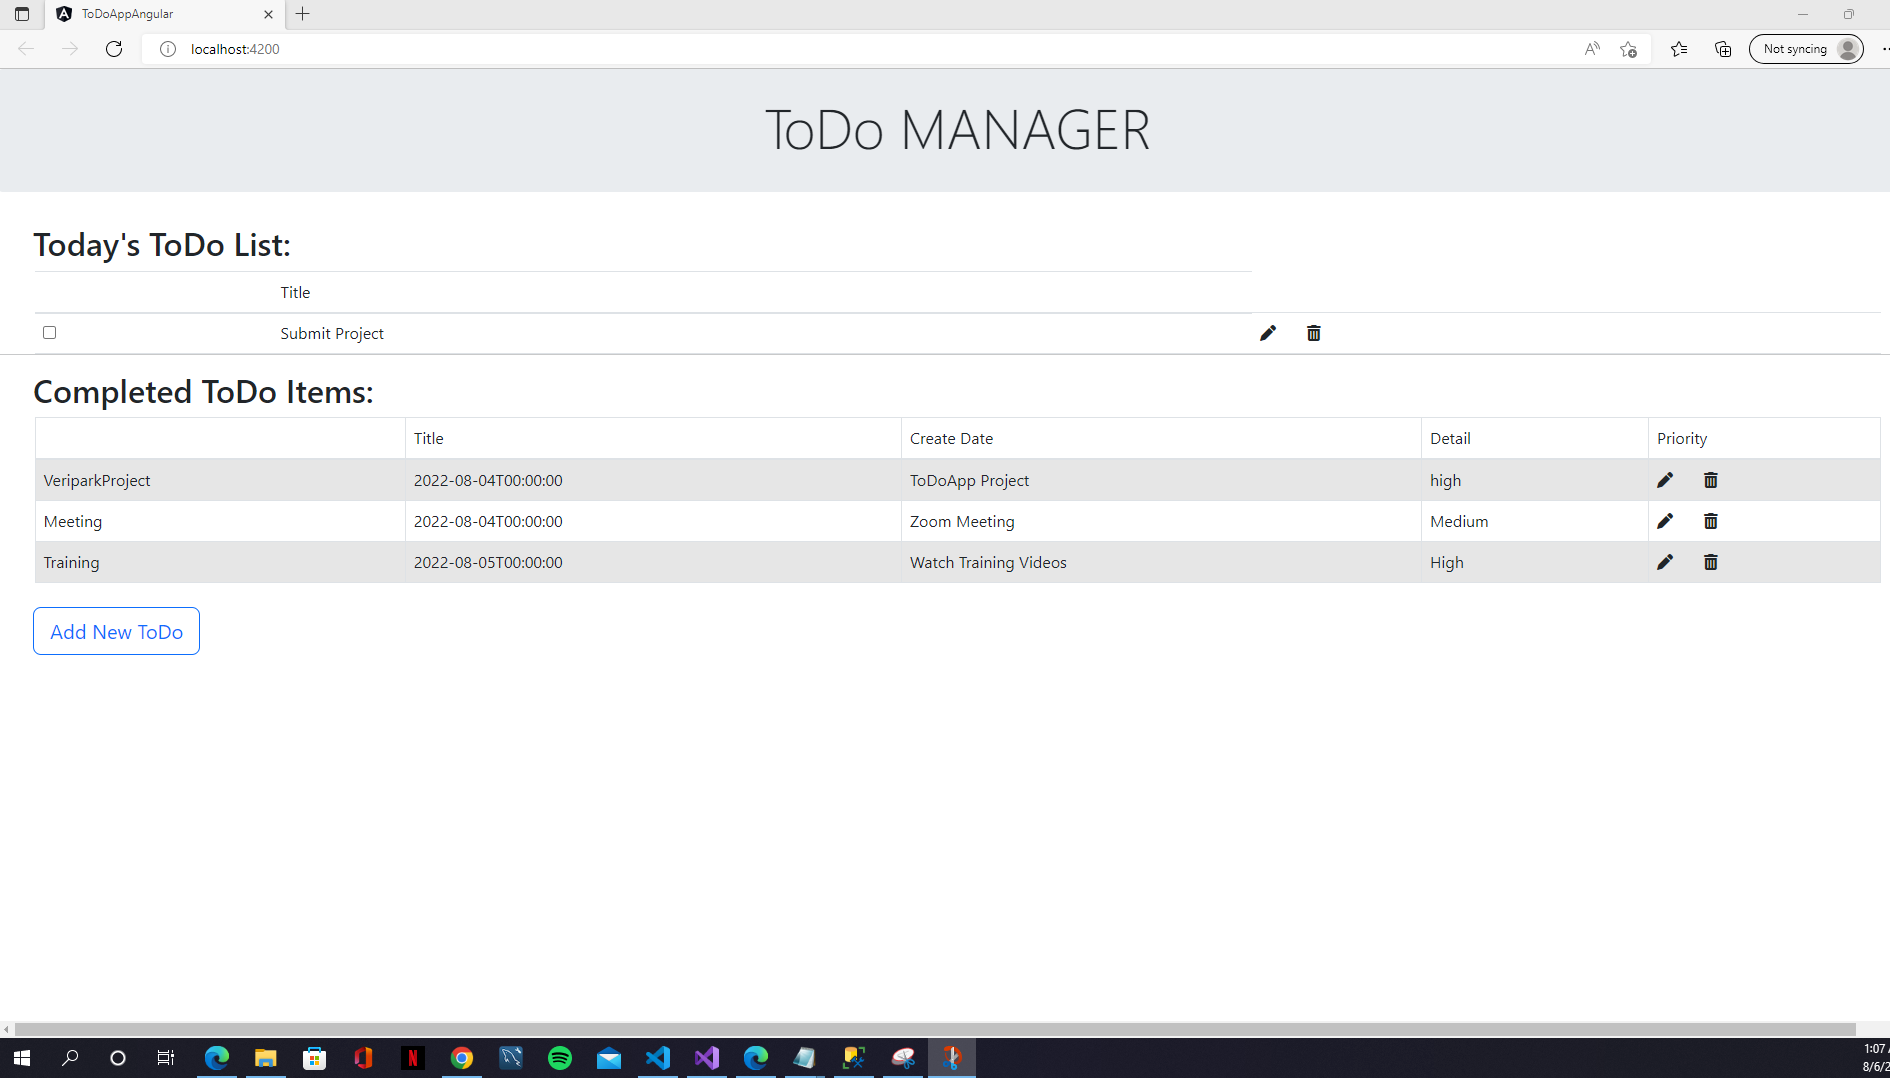 ToDoAppAngular
localhost:4200
Not syncing
ToDo MANAGER
Today's ToDo List:
Title
Submit Project
Completed ToDo Items:
Title Create Date Detail Priority
VeriparkProject 2022-08-04T00:00:00 ToDoApp Project high
Meeting 2022-08-04T00:00:00 Zoom Meeting Medium
Training 2022-08-05T00:00:00 Watch Training Videos High
Add New ToDo
1:07
8/6/2